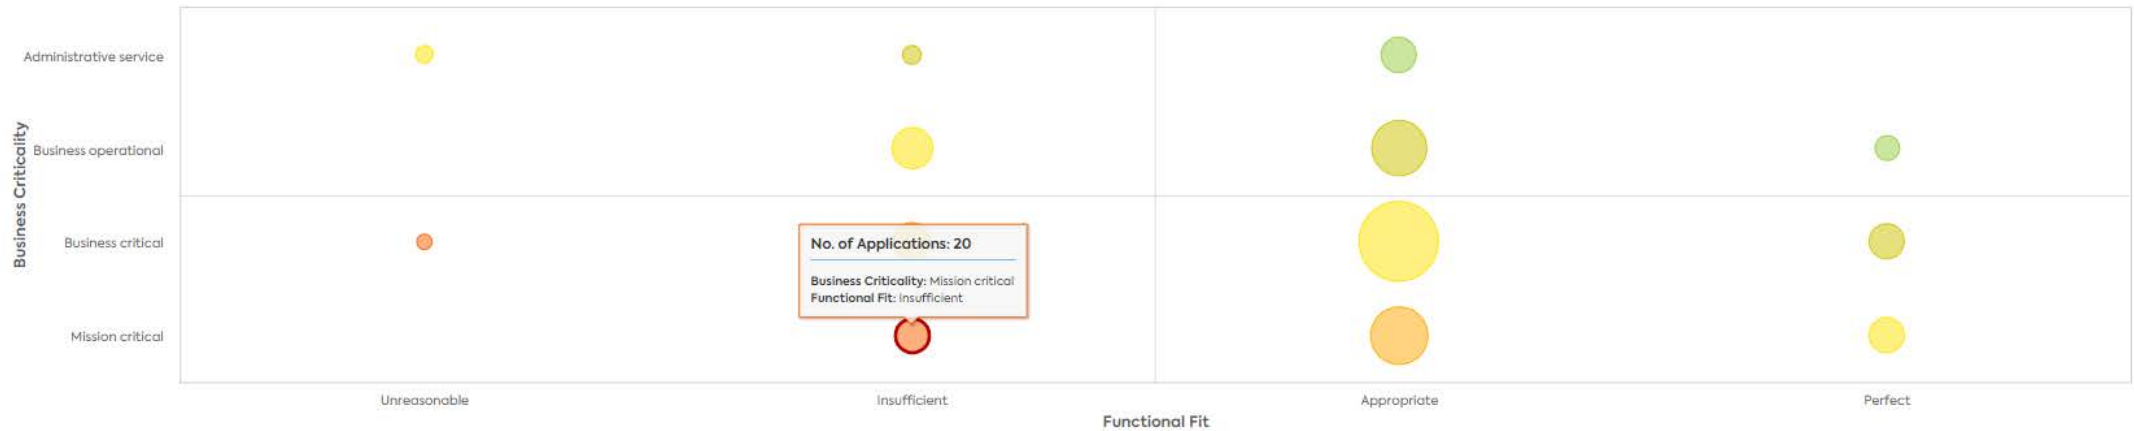 Business Criticality
Administrative service
Business operational
Business critical
Mission critical
No. of Applications: 20
Business Criticality: Mission critical
Functional Fit: Insufficient
Unreasonable
Insufficient
Appropriate
Perfect
Functional Fit